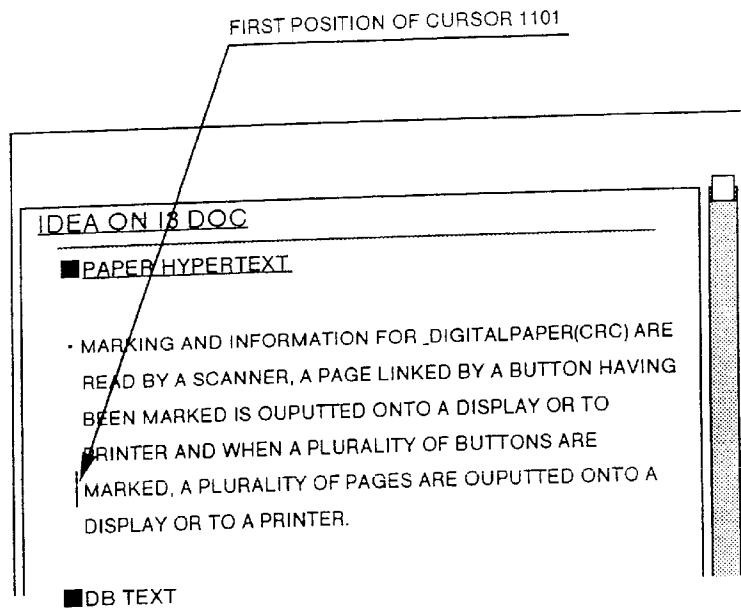 FIRST POSITION OF CURSOR 1101
IDEA ON I3 DOC
■PAPER HYPERTEXT
· MARKING AND INFORMATION FOR _DIGITALPAPER(CRC) ARE
READ BY A SCANNER, A PAGE LINKED BY A BUTTON HAVING
BEEN MARKED IS OUPUTTED ONTO A DISPLAY OR TO
PRINTER AND WHEN A PLURALITY OF BUTTONS ARE
MARKED, A PLURALITY OF PAGES ARE OUPUTTED ONTO A
DISPLAY OR TO A PRINTER.
■DB TEXT